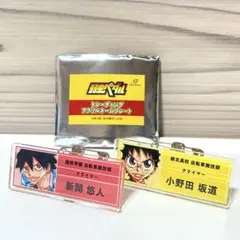 弱虫ペダル
トレーディング
アクリルネームプレート
箱根学園 自転車競技部
クライマー
新開 悠人
総北高校 自転車競技部
クライマー
小野田 坂道